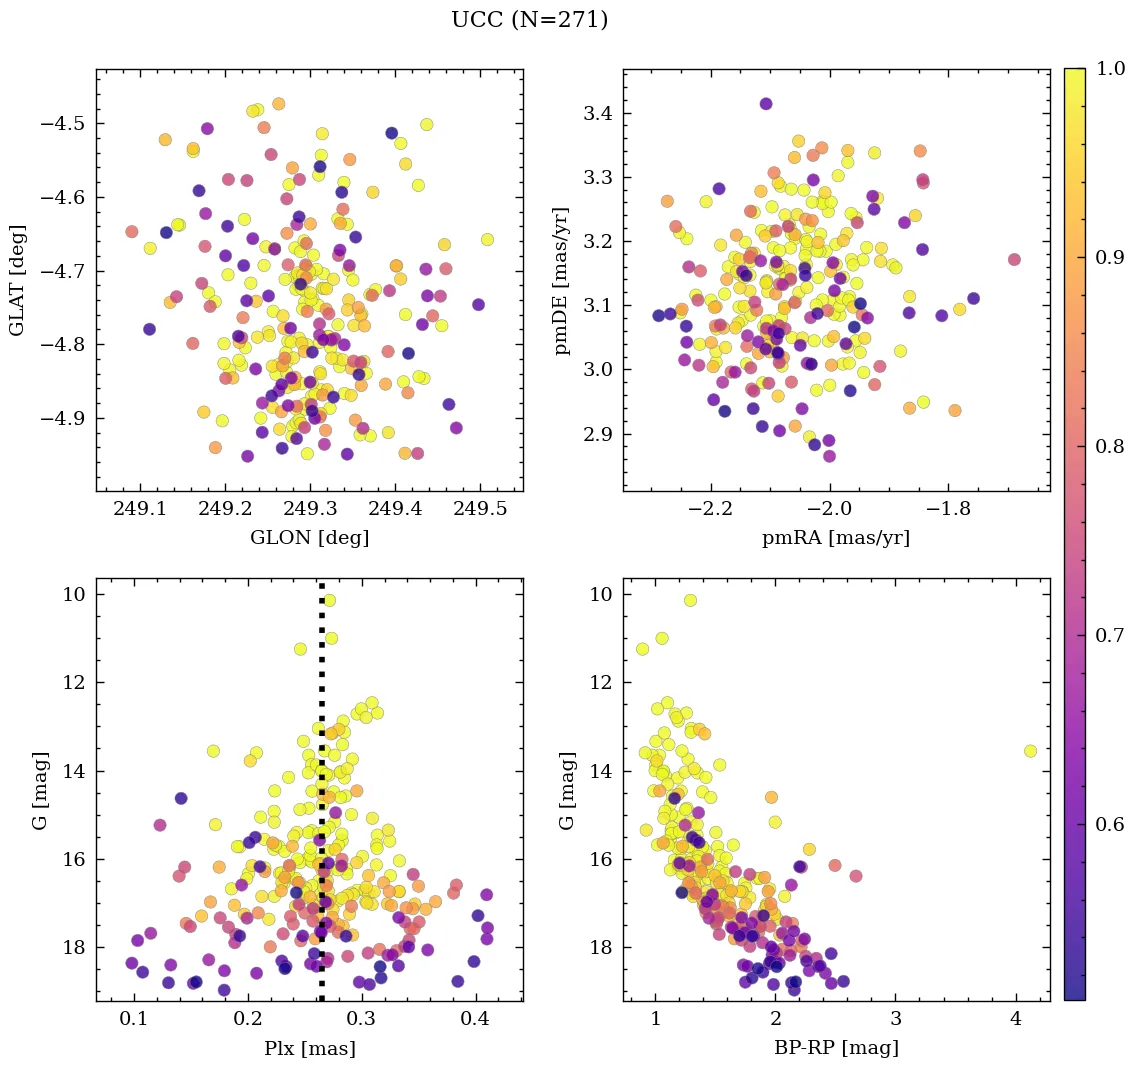 UCC (N=271)
−4.5
−4.6
−4.7
−4.8
−4.9
GLAT [deg]
249.1 249.2 249.3 249.4 249.5
GLON [deg]
3.4
3.3
3.2
3.1
3.0
2.9
pmDE [mas/yr]
−2.2 −2.0 −1.8
pmRA [mas/yr]
1.0
0.9
0.8
0.7
0.6
10
12
14
16
18
G [mag]
0.1 0.2 0.3 0.4
Plx [mas]
10
12
14
16
18
G [mag]
1 2 3 4
BP-RP [mag]